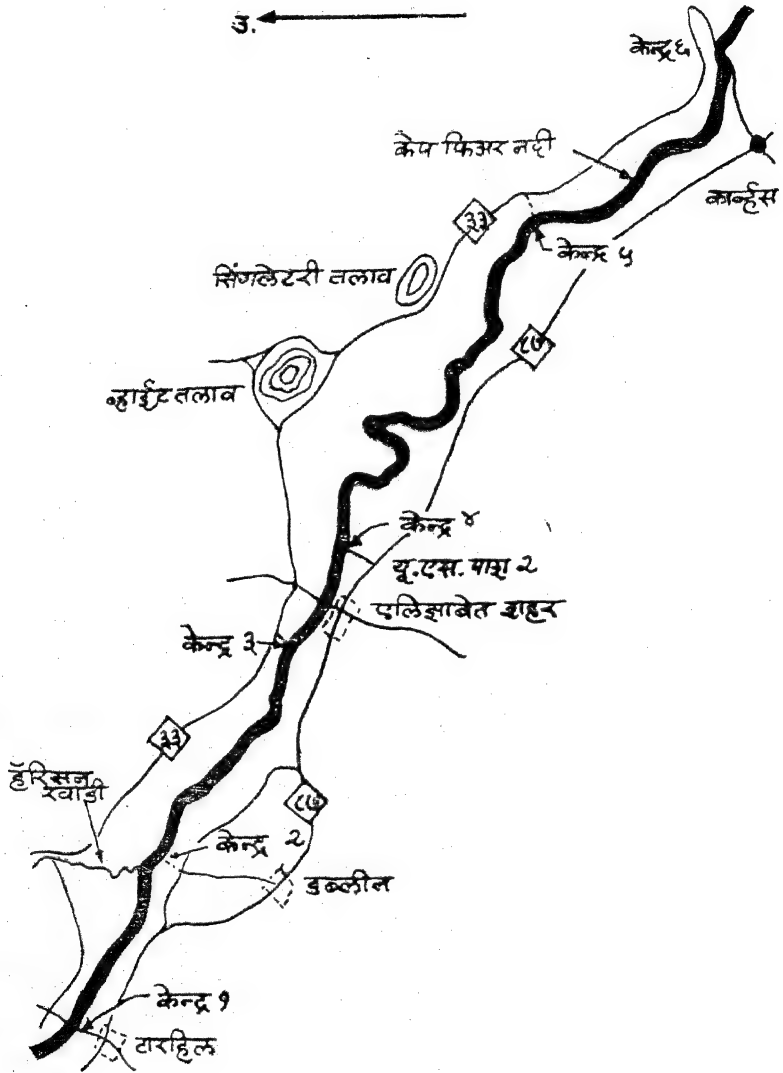 उ.
केन्द्र ६
केप फिअर नदी
कार्न्हस
३३
केन्द्र ५
सिंगलेटरी तलाव
८७
व्हाईट तलाव
केन्द्र ४
यू.एस. पाश २
एलिझाबेत शहर
केन्द्र ३
३३
हॅरिसन
खाडी
८७
केन्द्र २
डब्लीन
केन्द्र १
टारहिल